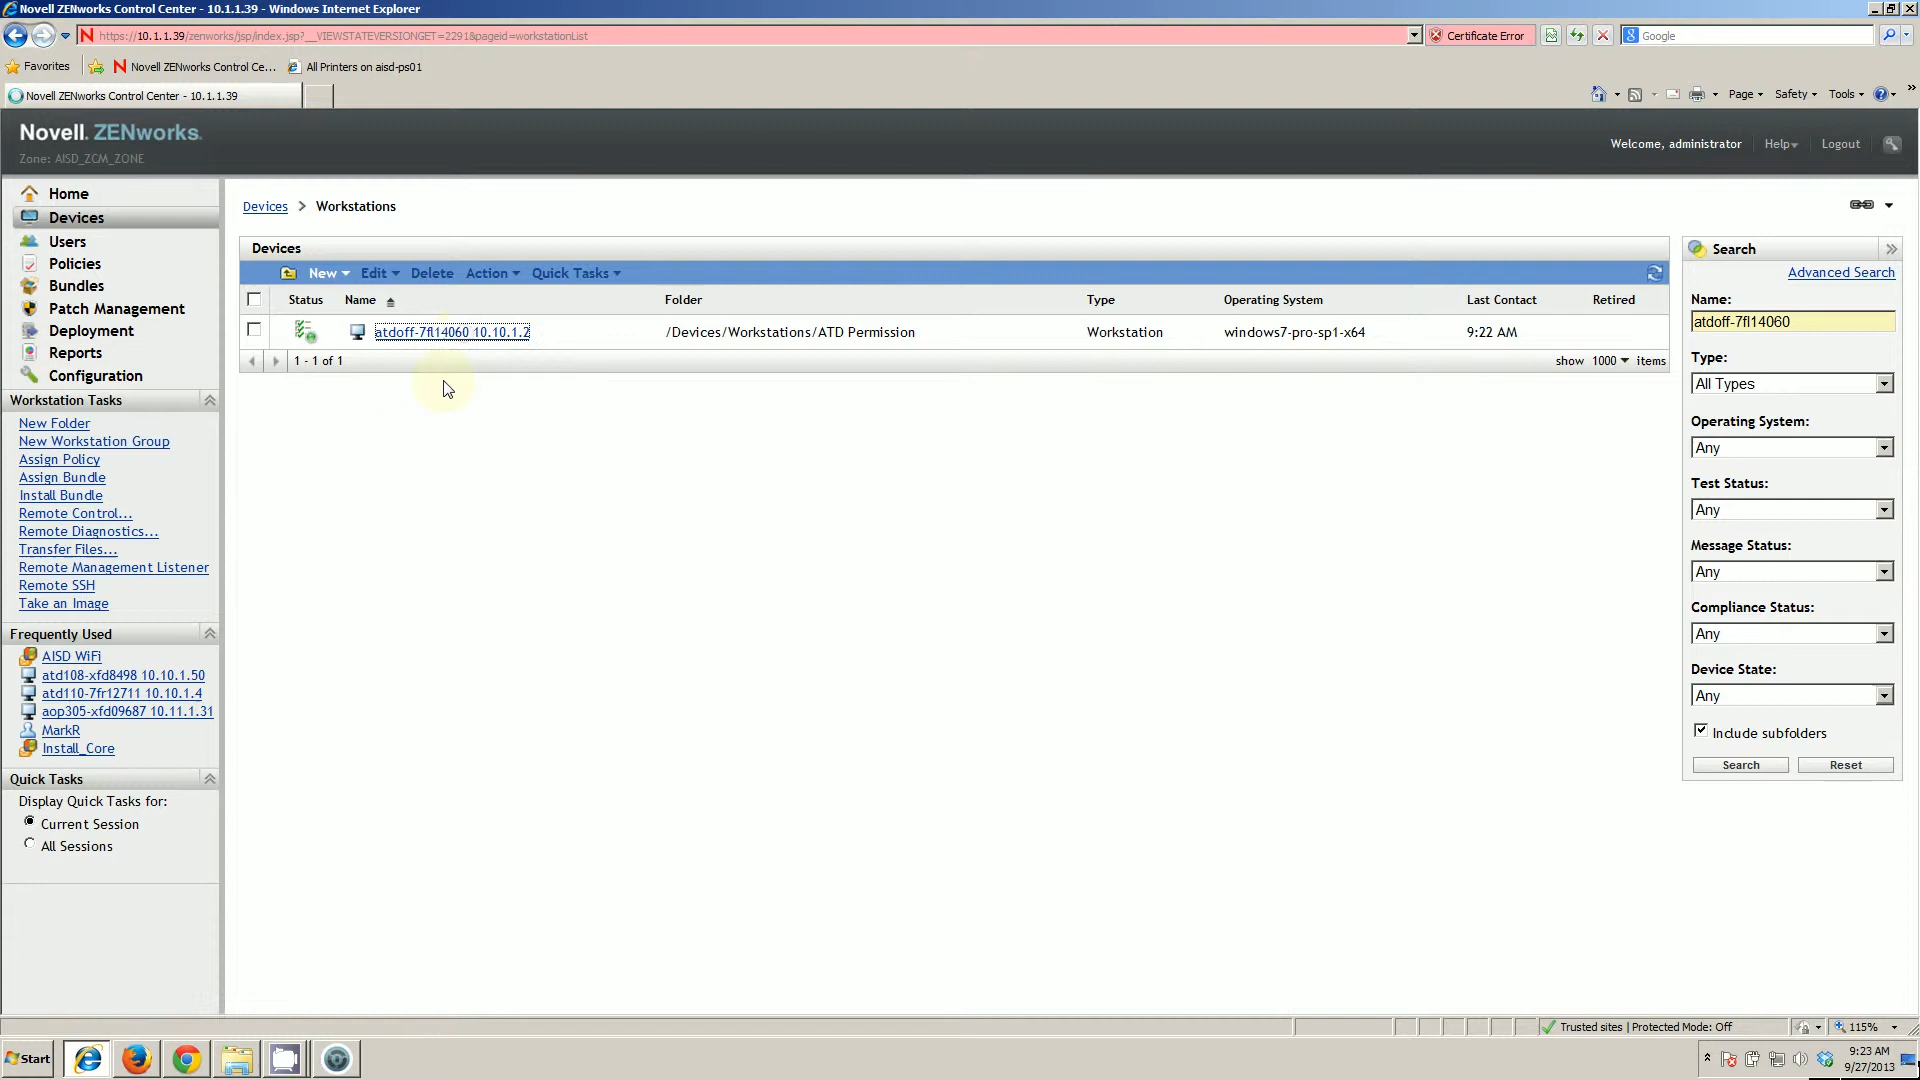 Novell ZENworks Control Center - 10.1.1.39 - Windows Internet Explorer
https://10.1.1.39/zenworks/jsp/index.jsp?__VIEWSTATEVERSIONGET=2291&pageid=workstationList
Certificate Error
Google
Favorites
Novell ZENworks Control Ce...
All Printers on aisd-ps01
Novell ZENworks Control Center - 10.1.1.39
Page
Safety
Tools
Novell. ZENworks.
Zone: AISD_ZCM_ZONE
Welcome, administrator
Help
Logout
Home
Devices
Users
Policies
Bundles
Patch Management
Deployment
Reports
Configuration
Workstation Tasks
New Folder
New Workstation Group
Assign Policy
Assign Bundle
Install Bundle
Remote Control...
Remote Diagnostics...
Transfer Files...
Remote Management Listener
Remote SSH
Take an Image
Frequently Used
AISD WiFi
atd108-xfd8498 10.10.1.50
atd110-7fr12711 10.10.1.4
aop305-xfd09687 10.11.1.31
MarkR
Install_Core
Quick Tasks
Display Quick Tasks for:
Current Session
All Sessions
Devices > Workstations
Devices
New Edit Delete Action Quick Tasks
Status Name Folder Type Operating System Last Contact Retired
atdoff-7fl14060 10.10.1.2 /Devices/Workstations/ATD Permission Workstation windows7-pro-sp1-x64 9:22 AM
1 - 1 of 1
show 1000 items
Search
Advanced Search
Name:
atdoff-7fl14060
Type:
All Types
Operating System:
Any
Test Status:
Any
Message Status:
Any
Compliance Status:
Any
Device State:
Any
Include subfolders
Search
Reset
Trusted sites | Protected Mode: Off
115%
Start
9:23 AM
9/27/2013